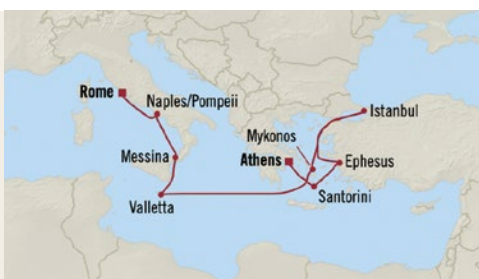 Rome
Naples/Pompeii
Istanbul
Mykonos
Messina
Athens
Ephesus
Valletta
Santorini